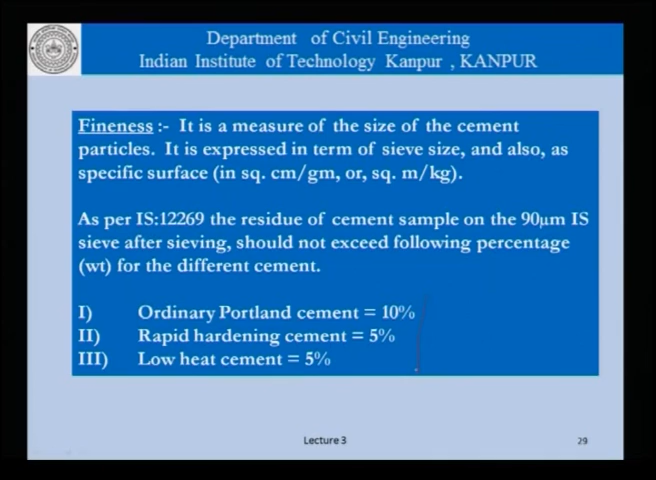 Department of Civil Engineering
Indian Institute of Technology Kanpur , KANPUR
Fineness :- It is a measure of the size of the cement
particles. It is expressed in term of sieve size, and also, as
specific surface (in sq. cm/gm, or, sq. m/kg).
As per IS:12269 the residue of cement sample on the 90µm IS
sieve after sieving, should not exceed following percentage
(wt) for the different cement.
I) Ordinary Portland cement = 10%
II) Rapid hardening cement = 5%
III) Low heat cement = 5%
Lecture 3
29